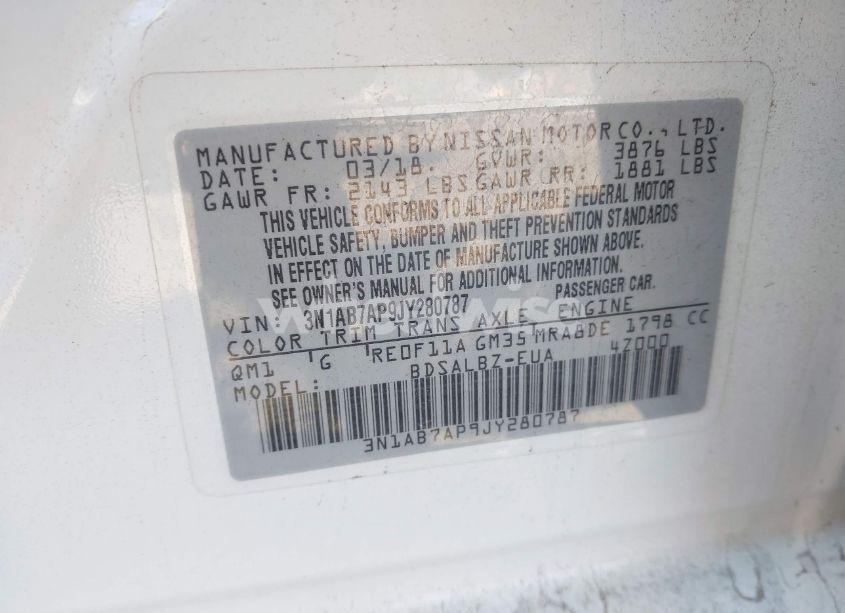 MANUFACTURED BY NISSAN MOTOR CO., LTD.
DATE: 03/18. GVWR: 3876 LBS
GAWR FR: 2143 LBS GAWR RR: 1881 LBS
THIS VEHICLE CONFORMS TO ALL APPLICABLE FEDERAL MOTOR
VEHICLE SAFETY, BUMPER AND THEFT PREVENTION STANDARDS
IN EFFECT ON THE DATE OF MANUFACTURE SHOWN ABOVE.
SEE OWNER'S MANUAL FOR ADDITIONAL INFORMATION.
VIN: 3N1AB7AP9JY280787 PASSENGER CAR.
COLOR TRIM TRANS AXLE ENGINE
QM1 G RE0F11A GM35 MRA8DE 1798 CC
MODEL: BDSALBZ-EUA 4Z000
3N1AB7AP9JY280787